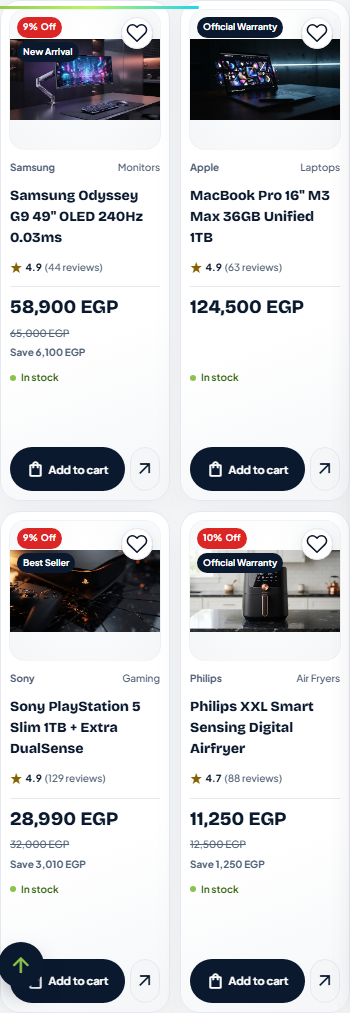 9% Off
New Arrival
Samsung Monitors
Samsung Odyssey
G9 49" OLED 240Hz
0.03ms
★ 4.9 (44 reviews)
58,900 EGP
65,000 EGP
Save 6,100 EGP
In stock
Add to cart
Official Warranty
Apple Laptops
MacBook Pro 16" M3
Max 36GB Unified
1TB
★ 4.9 (63 reviews)
124,500 EGP
In stock
Add to cart
9% Off
Best Seller
Sony Gaming
Sony PlayStation 5
Slim 1TB + Extra
DualSense
★ 4.9 (129 reviews)
28,990 EGP
32,000 EGP
Save 3,010 EGP
In stock
Add to cart
10% Off
Official Warranty
Philips Air Fryers
Philips XXL Smart
Sensing Digital
Airfryer
★ 4.7 (88 reviews)
11,250 EGP
12,500 EGP
Save 1,250 EGP
In stock
Add to cart